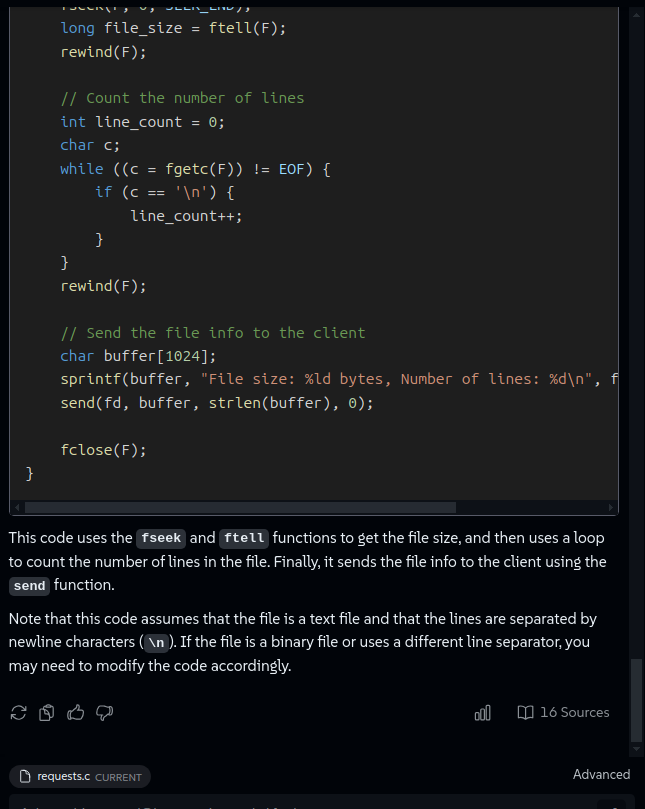 fseek(F, 0, SEEK_END);
long file_size = ftell(F);
rewind(F);
// Count the number of lines
int line_count = 0;
char c;
while ((c = fgetc(F)) != EOF) {
if (c == '\n') {
line_count++;
}
}
rewind(F);
// Send the file info to the client
char buffer[1024];
sprintf(buffer, "File size: %ld bytes, Number of lines: %d\n", f
send(fd, buffer, strlen(buffer), 0);
fclose(F);
}
This code uses the fseek and ftell functions to get the file size, and then uses a loop
to count the number of lines in the file. Finally, it sends the file info to the client using the
send function.
Note that this code assumes that the file is a text file and that the lines are separated by
newline characters (\n). If the file is a binary file or uses a different line separator, you
may need to modify the code accordingly.
16 Sources
requests.c CURRENT
Advanced